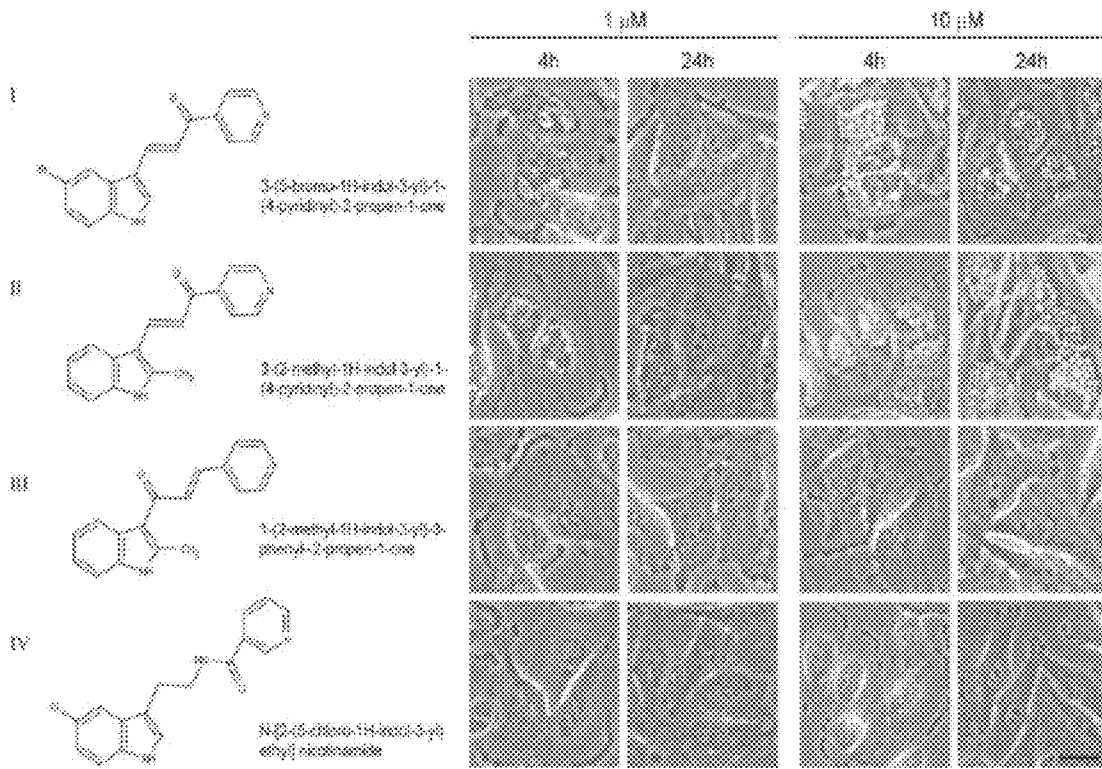 1 µM
10 µM
4h
24h
4h
24h
I
3-(5-bromo-1H-indol-3-yl)-1-
(4-pyridinyl)-2-propen-1-one
II
3-(2-methyl-1H-indol-3-yl)-1-
(4-pyridinyl)-2-propen-1-one
III
1-(2-methyl-1H-indol-3-yl)-3-
phenyl-2-propen-1-one
IV
N-[2-(5-chloro-1H-indol-3-yl)
ethyl] nicotinamide